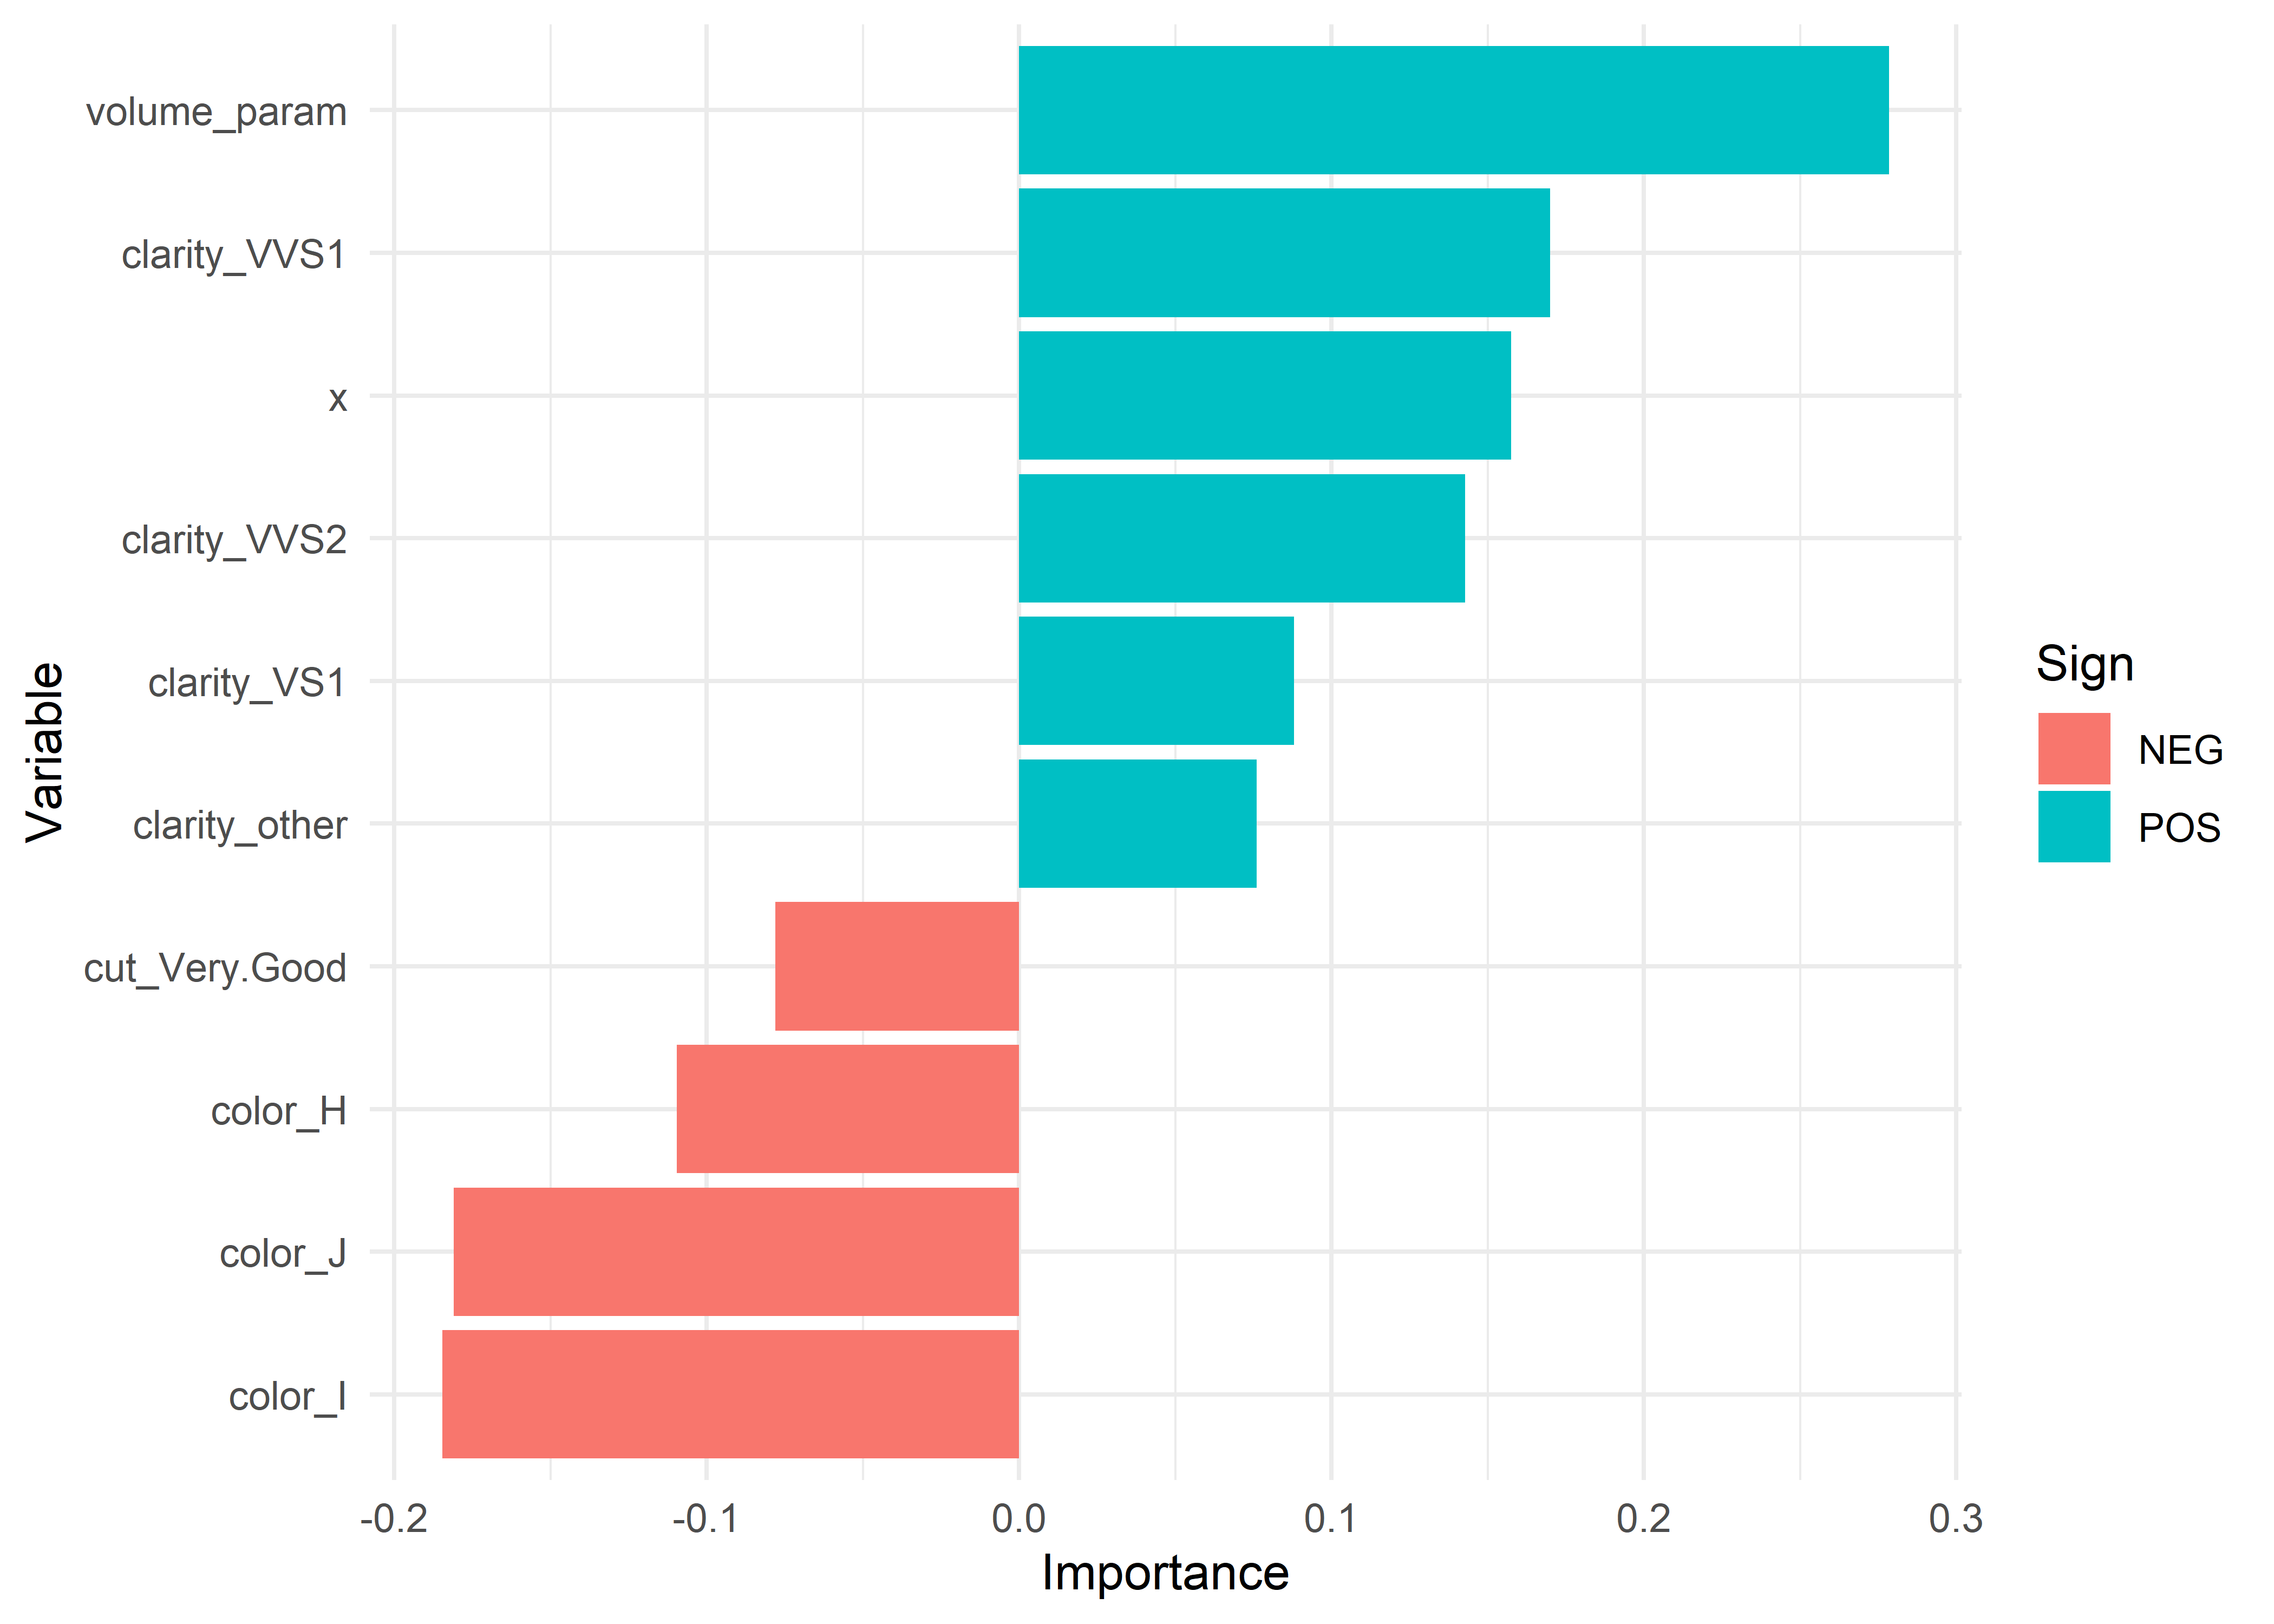 Variable
volume_param
clarity_VVS1
x
clarity_VVS2
clarity_VS1
clarity_other
cut_Very.Good
color_H
color_J
color_I
-0.2 -0.1 0.0 0.1 0.2 0.3
Importance
Sign
NEG
POS